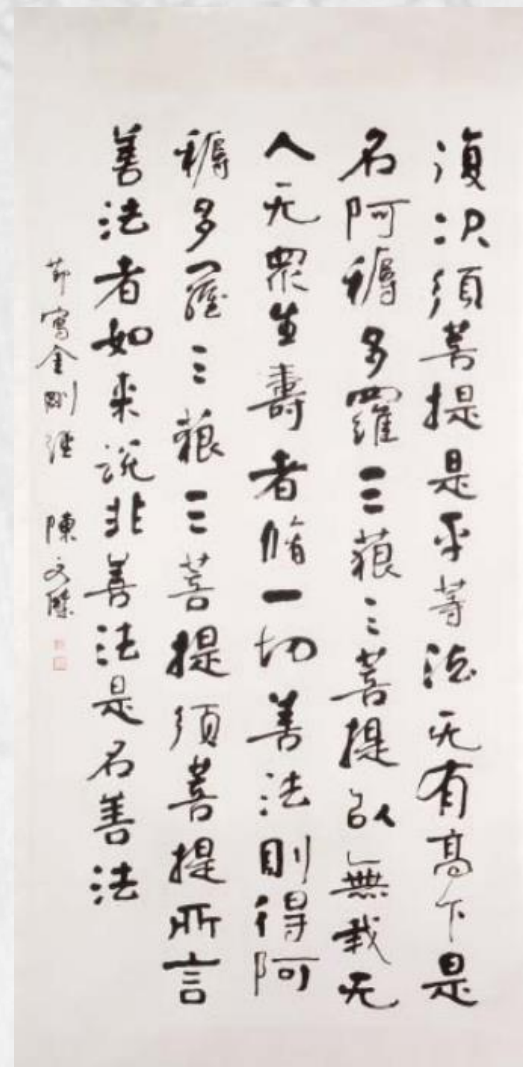 復次須菩提是平等法无有高下是
名阿耨多羅三藐三菩提以無我无
人无眾生壽者脩一切善法則得阿
耨多羅三藐三菩提須菩提所言
善法者如来說非善法是名善法
節寫金剛經 陳文傑